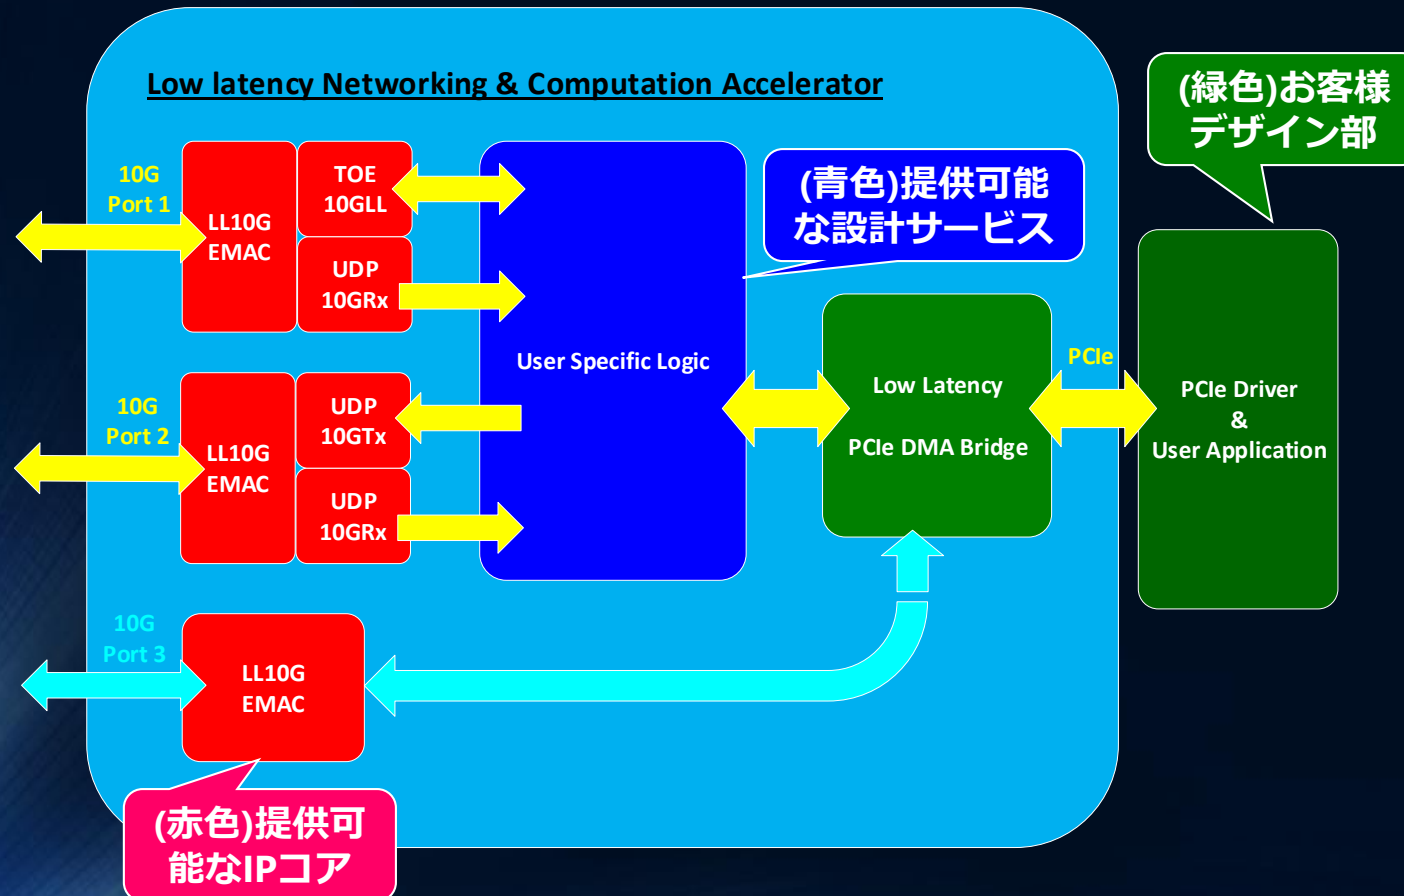 Low latency Networking & Computation Accelerator
(緑色)お客様
デザイン部
10G
Port 1
LL10G
EMAC
TOE
10GLL
UDP
10GRx
(青色)提供可能
な設計サービス
User Specific Logic
10G
Port 2
LL10G
EMAC
UDP
10GTx
UDP
10GRx
Low Latency
PCIe DMA Bridge
PCIe
PCIe Driver
&
User Application
10G
Port 3
LL10G
EMAC
(赤色)提供可
能なIPコア